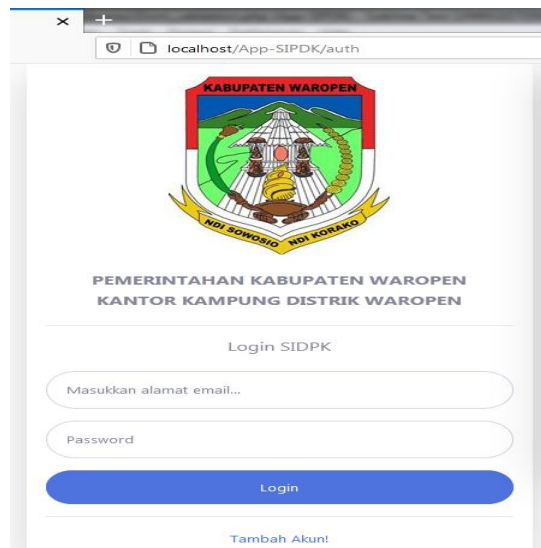 localhost/App-SIPDK/auth
KABUPATEN WAROPEN
NDI SOWOSIO NDI KORAKO
PEMERINTAHAN KABUPATEN WAROPEN
KANTOR KAMPUNG DISTRIK WAROPEN
Login SIDPK
Masukkan alamat email...
Password
Login
Tambah Akun!